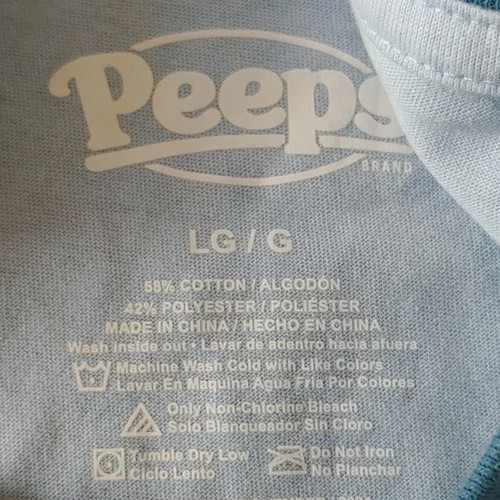 Peeps
BRAND
LG / G
58% COTTON / ALGODÓN
42% POLYESTER / POLIÉSTER
MADE IN CHINA / HECHO EN CHINA
Wash inside out • Lavar de adentro hacia afuera
Machine Wash Cold with Like Colors
Lavar En Maquina Agua Fria Por Colores
Only Non-Chlorine Bleach
Solo Blanqueador Sin Cloro
Tumble Dry Low
Ciclo Lento
Do Not Iron
No Planchar